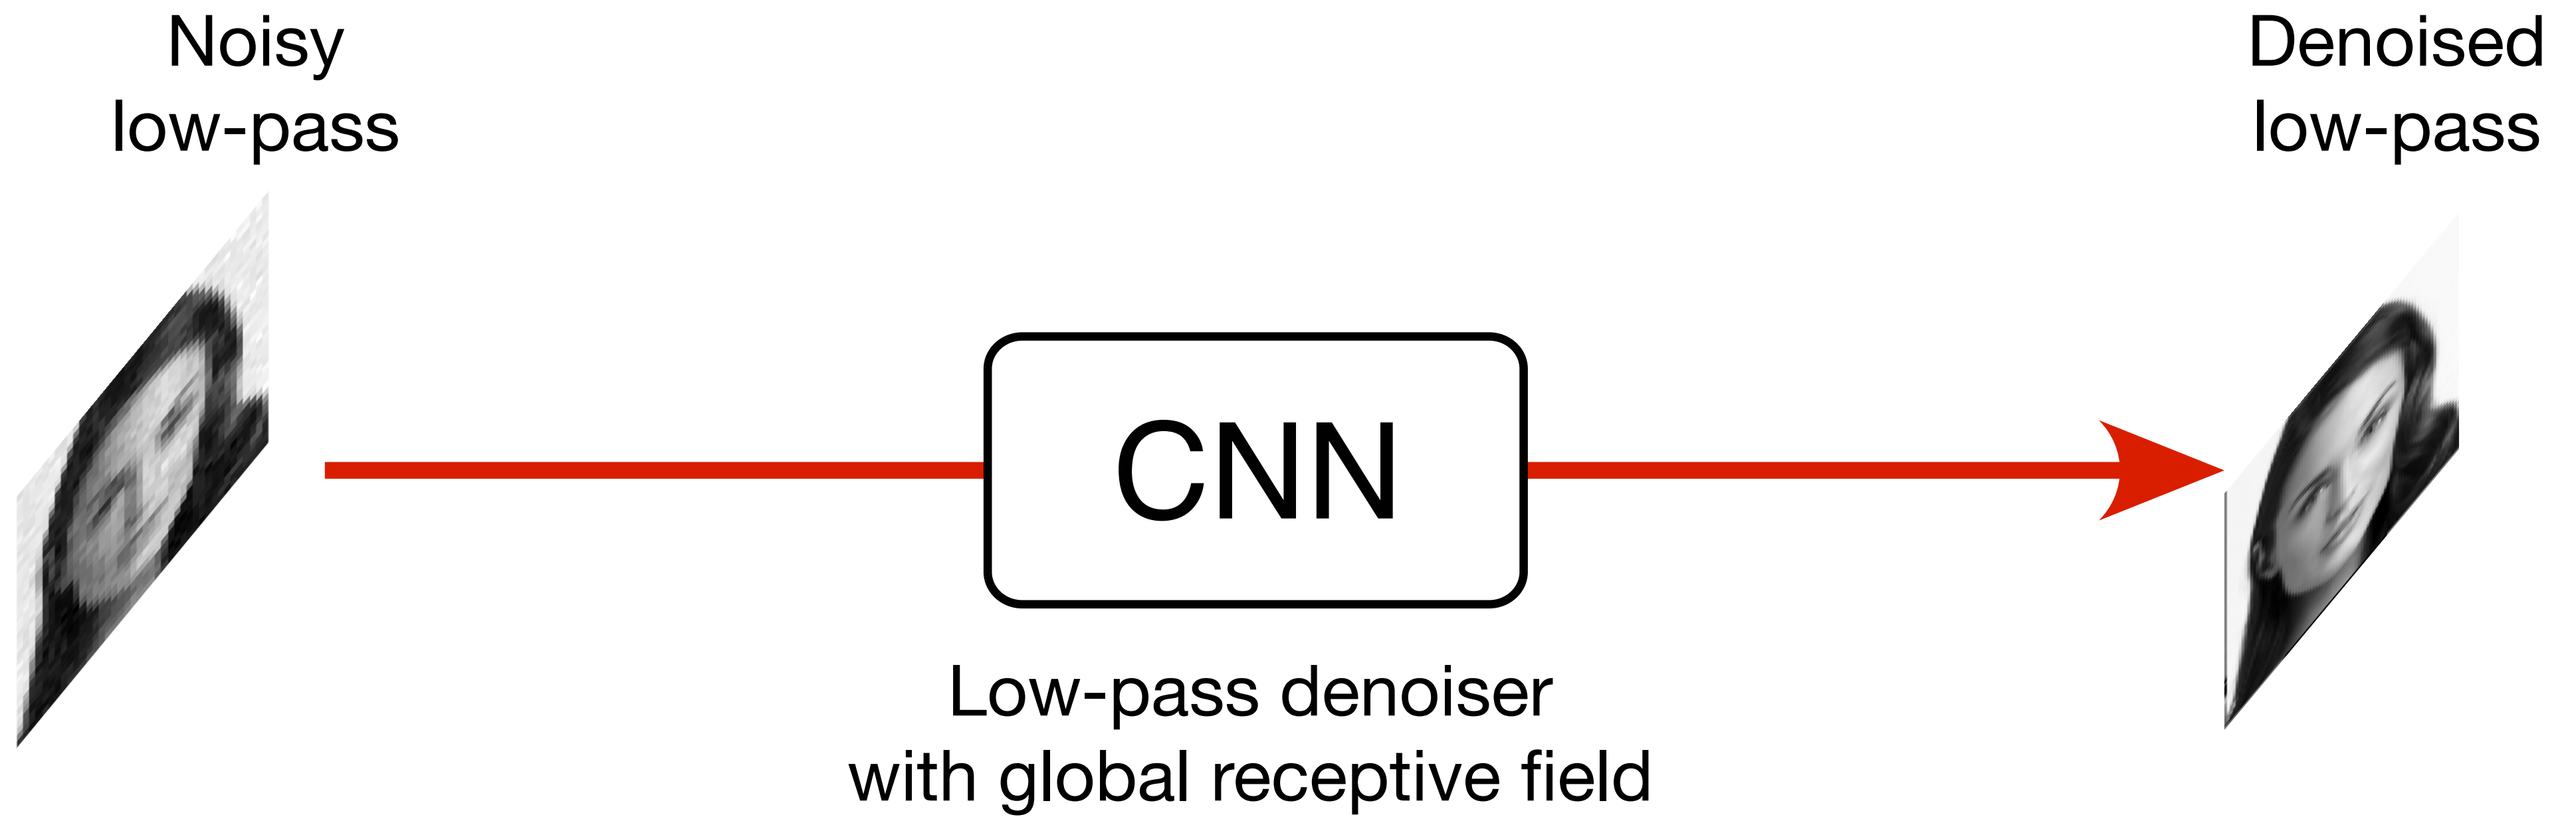 Noisy
low-pass
Denoised
low-pass
CNN
Low-pass denoiser
with global receptive field